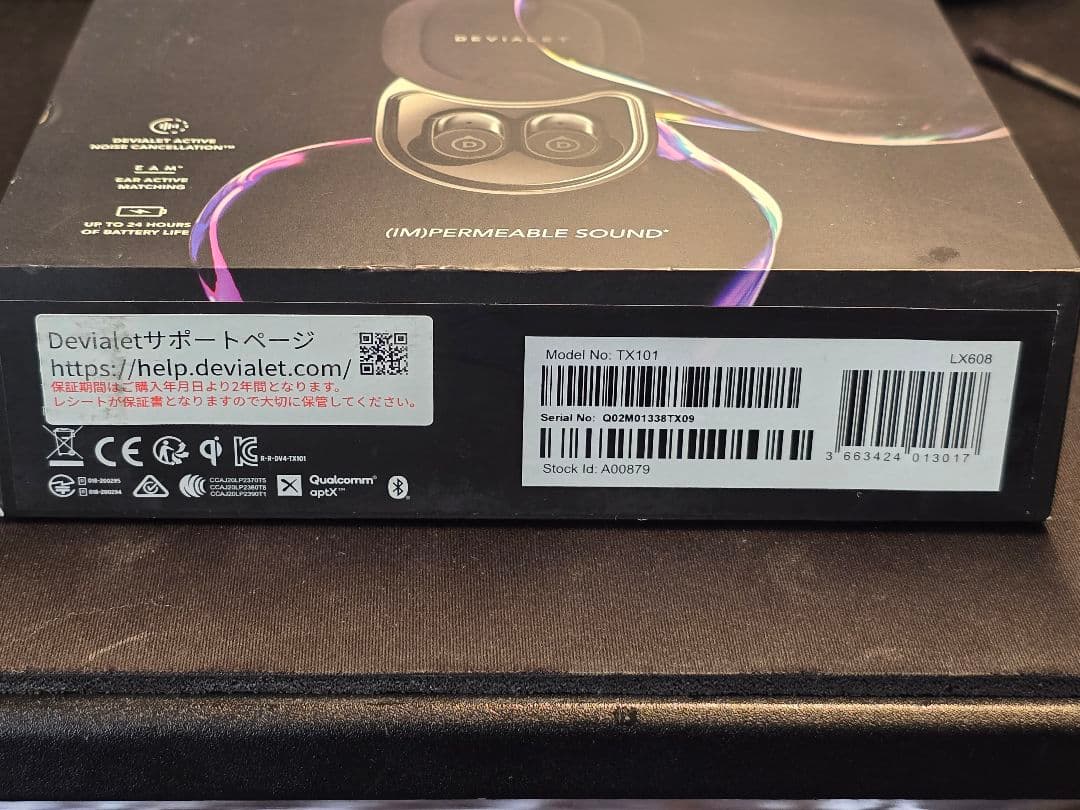 DEVIALET
DEVIALET ACTIVE
NOISE CANCELLATION™
E A M™
EAR ACTIVE
MATCHING
UP TO 24 HOURS
OF BATTERY LIFE
D D
(IM)PERMEABLE SOUND*
Devialetサポートページ
https://help.devialet.com/
保証期間はご購入年月日より2年間となります。
レシートが保証書となりますので大切に保管してください。
CE
R-R-DV4-TX101
R 018-200295
R 018-200294
CCAJ20LP2370T5
CCAJ20LP2380T8
CCAJ20LP2390T1
Qualcomm®
aptX™
Model No: TX101
LX608
Serial No: Q02M01338TX09
Stock Id: A00879
3 663424 013017